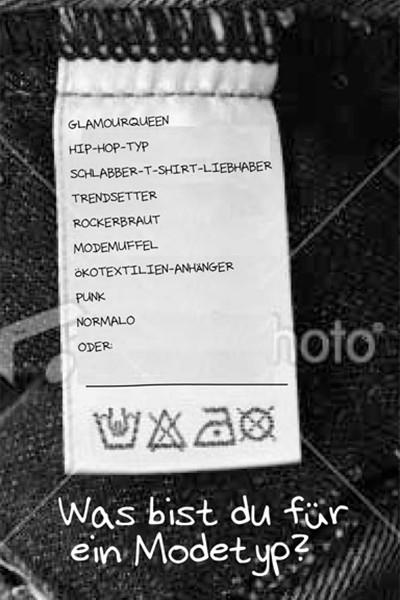 GLAMOURQUEEN
HIP-HOP-TYP
SCHLABBER-T-SHIRT-LIEBHABER
TRENDSETTER
ROCKERBRAUT
MODEMUFFEL
ÖKOTEXTILIEN-ANHÄNGER
PUNK
NORMALO
ODER:
hoto
Was bist du für
ein Modetyp?